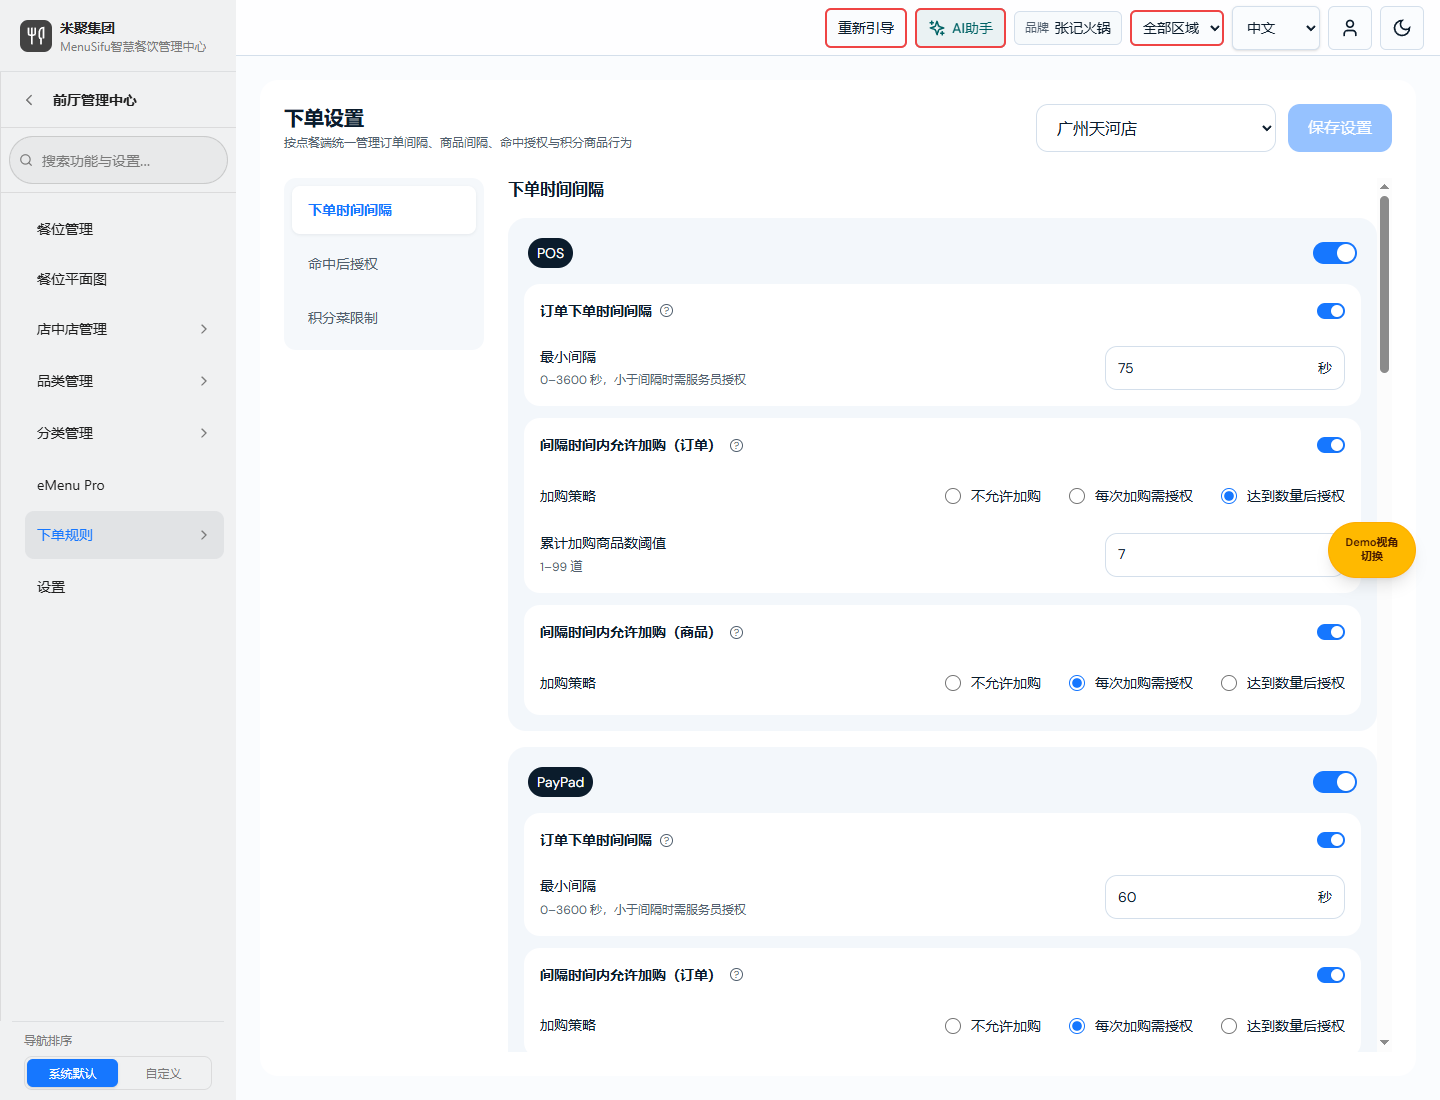 米聚集团
MenuSifu智慧餐饮管理中心
重新引导
AI助手
品牌 张记火锅
全部区域
中文
前厅管理中心
搜索功能与设置...
餐位管理
餐位平面图
店中店管理
品类管理
分类管理
eMenu Pro
下单规则
设置
导航排序
系统默认
自定义
下单设置
按点餐端统一管理订单间隔、商品间隔、命中授权与积分商品行为
广州天河店
保存设置
下单时间间隔
命中后授权
积分菜限制
下单时间间隔
POS
订单下单时间间隔
最小间隔
0–3600 秒，小于间隔时需服务员授权
75
秒
间隔时间内允许加购（订单）
加购策略
不允许加购
每次加购需授权
达到数量后授权
累计加购商品数阈值
1–99 道
7
Demo视角
切换
间隔时间内允许加购（商品）
加购策略
不允许加购
每次加购需授权
达到数量后授权
PayPad
订单下单时间间隔
最小间隔
0–3600 秒，小于间隔时需服务员授权
60
秒
间隔时间内允许加购（订单）
加购策略
不允许加购
每次加购需授权
达到数量后授权